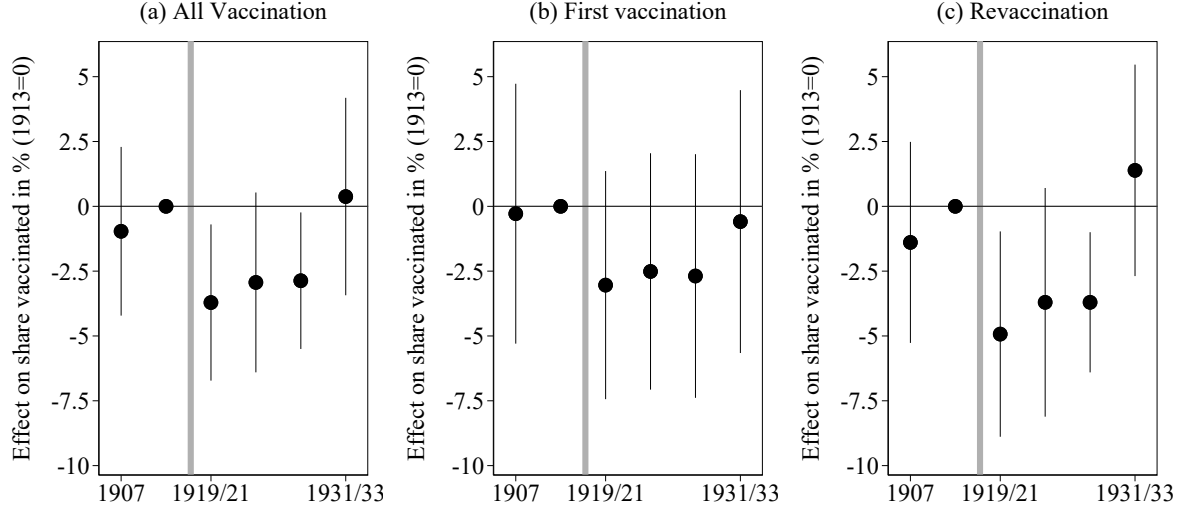 (a) All Vaccination
Effect on share vaccinated in % (1913=0)
5
2.5
0
-2.5
-5
-7.5
-10
1907 1919/21 1931/33
(b) First vaccination
Effect on share vaccinated in % (1913=0)
5
2.5
0
-2.5
-5
-7.5
-10
1907 1919/21 1931/33
(c) Revaccination
Effect on share vaccinated in % (1913=0)
5
2.5
0
-2.5
-5
-7.5
-10
1907 1919/21 1931/33